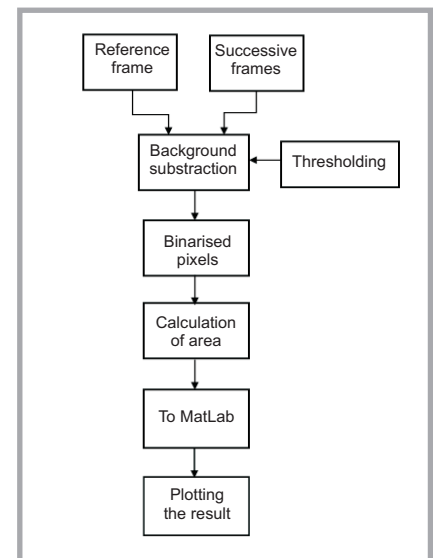 Reference
frame
Successive
frames
Background
substraction
Thresholding
Binarised
pixels
Calculation
of area
To MatLab
Plotting
the result